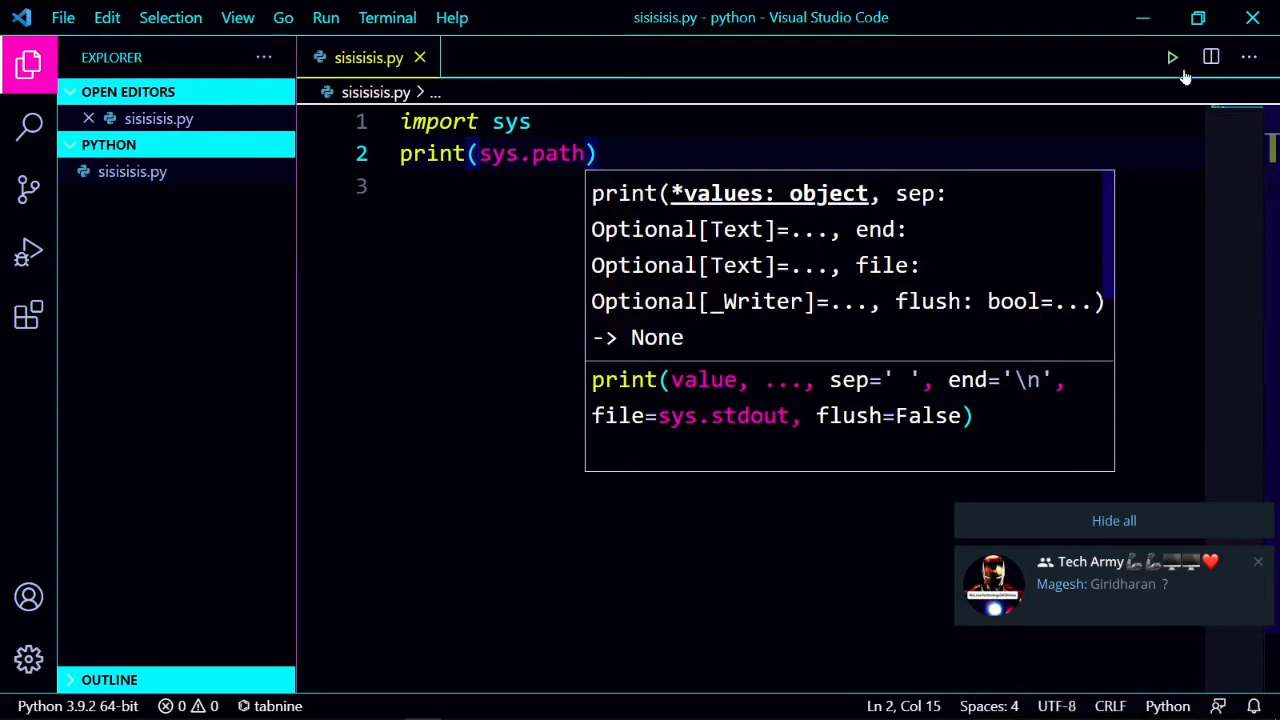 File Edit Selection View Go Run Terminal Help
sisisisis.py - python - Visual Studio Code
EXPLORER
OPEN EDITORS
sisisisis.py
PYTHON
sisisisis.py
OUTLINE
sisisisis.py
sisisisis.py > ...
1 import sys
2 print(sys.path)
3
print(*values: object, sep:
Optional[Text]=..., end:
Optional[Text]=..., file:
Optional[_Writer]=..., flush: bool=...)
-> None
print(value, ..., sep=' ', end='\n',
file=sys.stdout, flush=False)
Hide all
Tech Army
Magesh: Giridharan ?
Python 3.9.2 64-bit 0 0 tabnine Ln 2, Col 15 Spaces: 4 UTF-8 CRLF Python